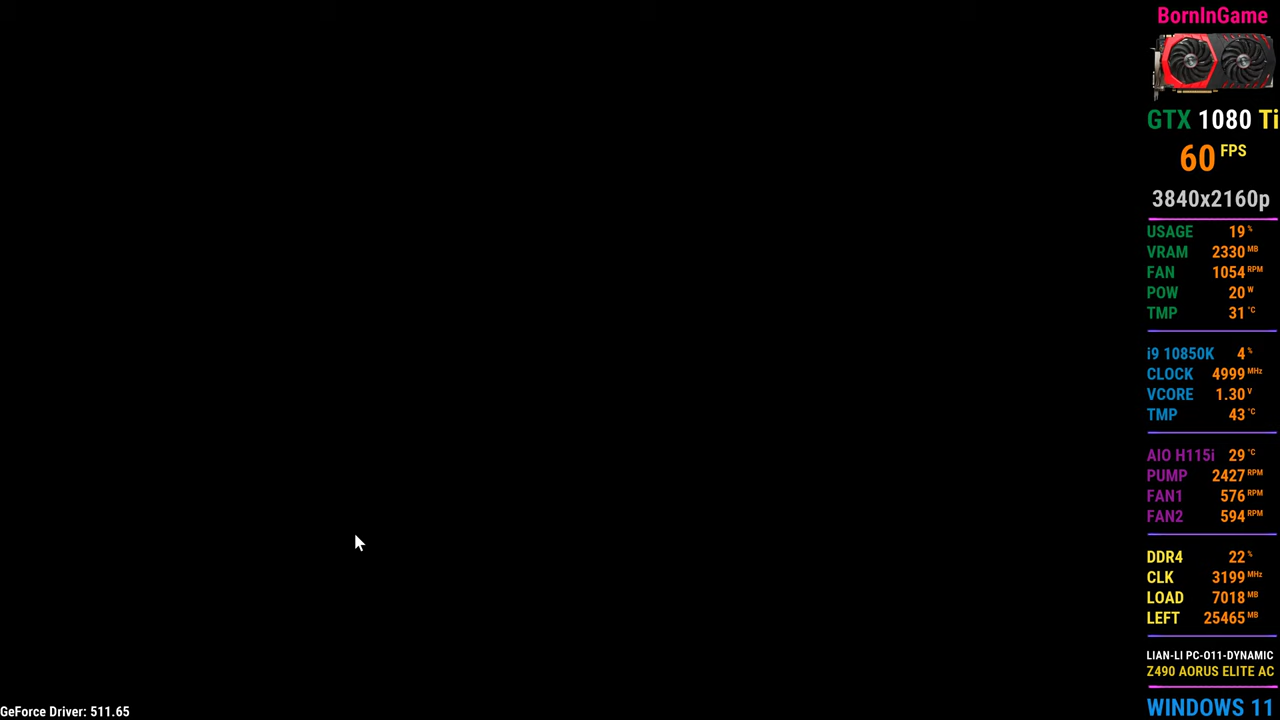 BornInGame
GTX 1080 Ti
60 FPS
3840x2160p
USAGE 19 %
VRAM 2330 MB
FAN 1054 RPM
POW 20 W
TMP 31 °C
i9 10850K 4 %
CLOCK 4999 MHz
VCORE 1.30 V
TMP 43 °C
AIO H115i 29 °C
PUMP 2427 RPM
FAN1 576 RPM
FAN2 594 RPM
DDR4 22 %
CLK 3199 MHz
LOAD 7018 MB
LEFT 25465 MB
LIAN-LI PC-O11-DYNAMIC
Z490 AORUS ELITE AC
WINDOWS 11
GeForce Driver: 511.65